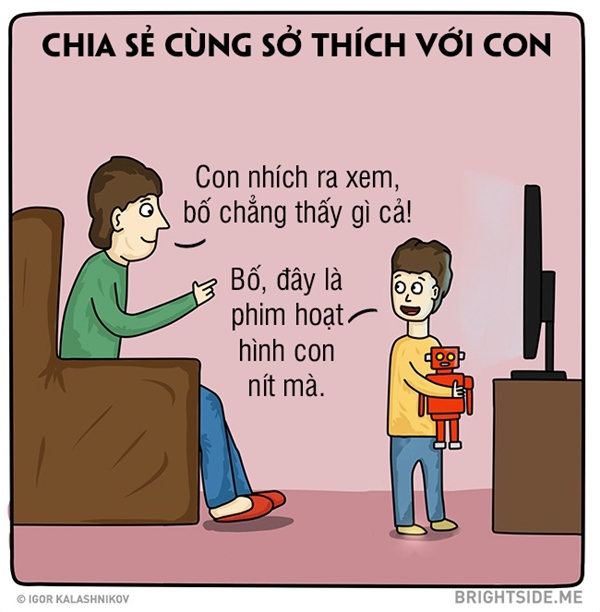 CHIA SẺ CÙNG SỞ THÍCH VỚI CON
Con nhích ra xem,
bố chẳng thấy gì cả!
Bố, đây là
phim hoạt
hình con
nít mà.
© IGOR KALASHNIKOV
BRIGHTSIDE.ME